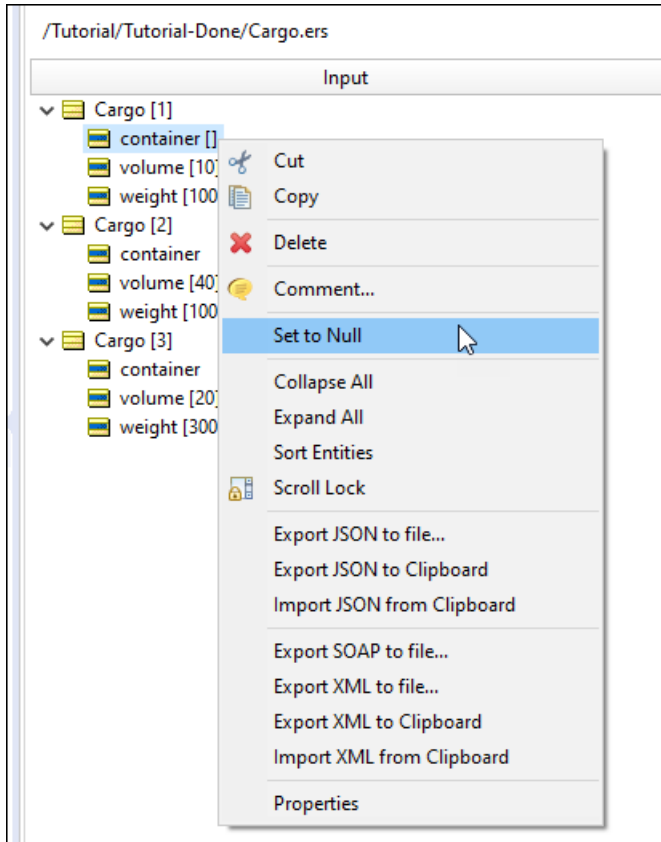 /Tutorial/Tutorial-Done/Cargo.ers
Input
Cargo [1]
container []
volume [10]
weight [100
Cargo [2]
container
volume [40]
weight [100
Cargo [3]
container
volume [20]
weight [300
Cut
Copy
Delete
Comment...
Set to Null
Collapse All
Expand All
Sort Entities
Scroll Lock
Export JSON to file...
Export JSON to Clipboard
Import JSON from Clipboard
Export SOAP to file...
Export XML to file...
Export XML to Clipboard
Import XML from Clipboard
Properties